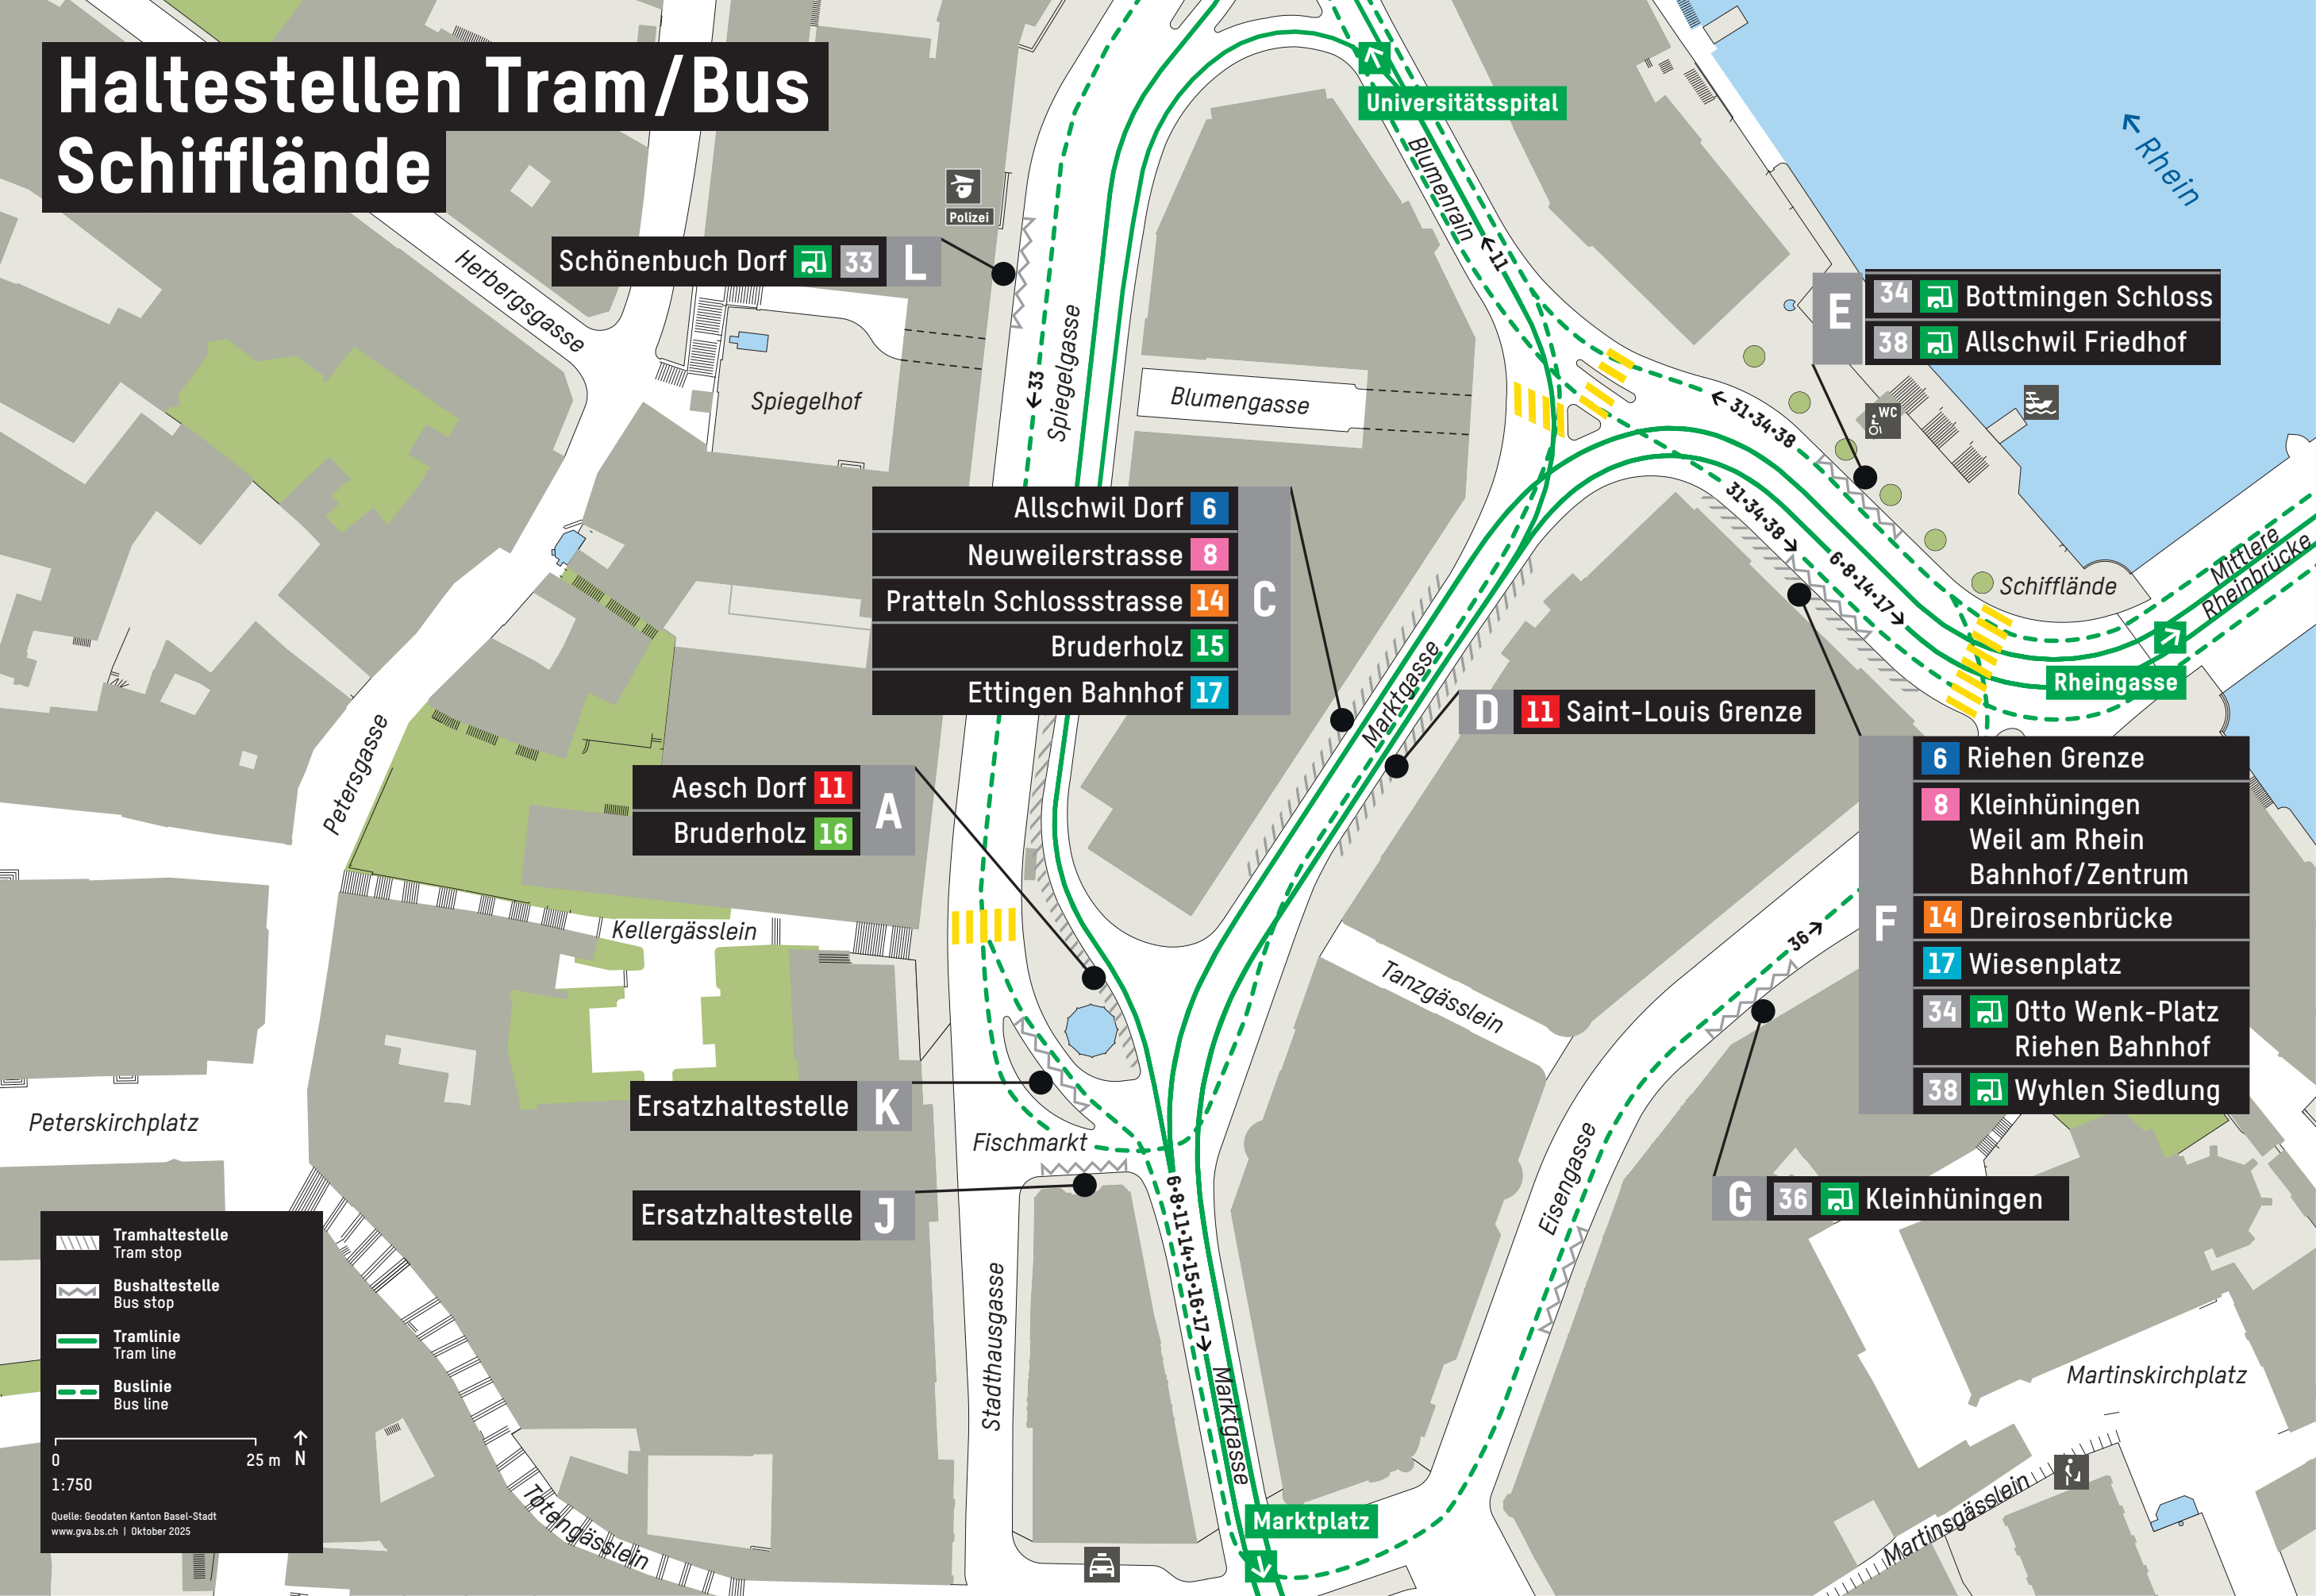 Haltestellen Tram/Bus
Schifflände
Universitätsspital
Rhein
Blumenrain
Polizei
Schönenbuch Dorf 33 L
Herbergsgasse
←11
E
34 Bottmingen Schloss
38 Allschwil Friedhof
Spiegelgasse
←33
Spiegelhof
Blumengasse
←31•34•38
WC
31•34•38→
6•8•14•17→
Schifflände
Mittlere
Rheinbrücke
Rheingasse
Allschwil Dorf 6
Neuweilerstrasse 8
Pratteln Schlossstrasse 14
Bruderholz 15
Ettingen Bahnhof 17
C
Marktgasse
D 11 Saint-Louis Grenze
Petersgasse
Aesch Dorf 11
Bruderholz 16
A
F
6 Riehen Grenze
8 Kleinhüningen
Weil am Rhein
Bahnhof/Zentrum
14 Dreirosenbrücke
17 Wiesenplatz
34 Otto Wenk-Platz
Riehen Bahnhof
38 Wyhlen Siedlung
Kellergässlein
36→
Tanzgässlein
Ersatzhaltestelle K
Peterskirchplatz
Fischmarkt
Ersatzhaltestelle J
6•8•11•14•15•16•17→
Eisengasse
G 36 Kleinhüningen
Stadthausgasse
Marktgasse
Martinskirchplatz
Totengässlein
Marktplatz
Martinsgässlein
Tramhaltestelle
Tram stop
Bushaltestelle
Bus stop
Tramlinie
Tram line
Buslinie
Bus line
0 25 m N
1:750
Quelle: Geodaten Kanton Basel-Stadt
www.gva.bs.ch | Oktober 2025